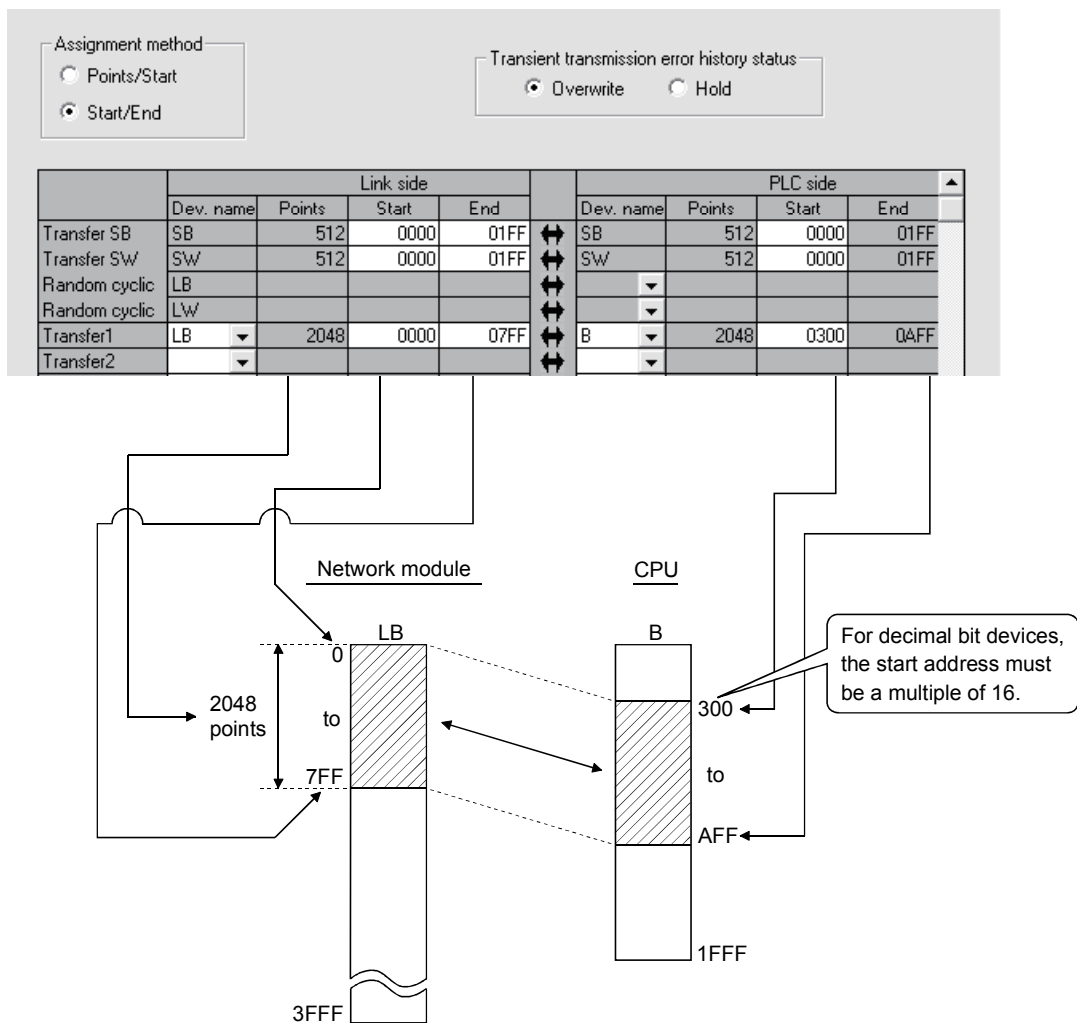 Assignment method
Points/Start
Start/End
Transient transmission error history status
Overwrite Hold
Link side PLC side
Dev. name Points Start End Dev. name Points Start End
Transfer SB SB 512 0000 01FF SB 512 0000 01FF
Transfer SW SW 512 0000 01FF SW 512 0000 01FF
Random cyclic LB
Random cyclic LW
Transfer1 LB 2048 0000 07FF B 2048 0300 0AFF
Transfer2
Network module CPU
LB B
For decimal bit devices,
the start address must
be a multiple of 16.
0
300
2048
points
to
to
7FF
AFF
1FFF
3FFF